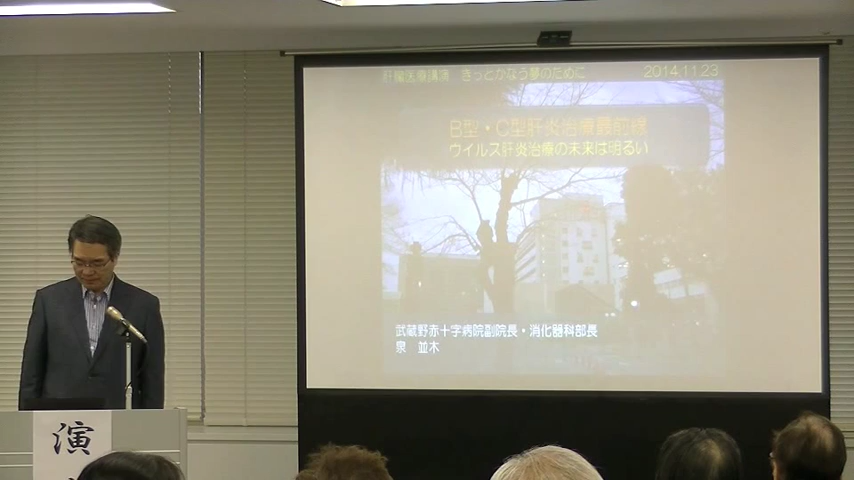 肝臓医療講演 きっとかなう夢のために 2014.11.23
B型・C型肝炎治療最前線
ウイルス肝炎治療の未来は明るい
武蔵野赤十字病院副院長・消化器科部長
泉 並木
演